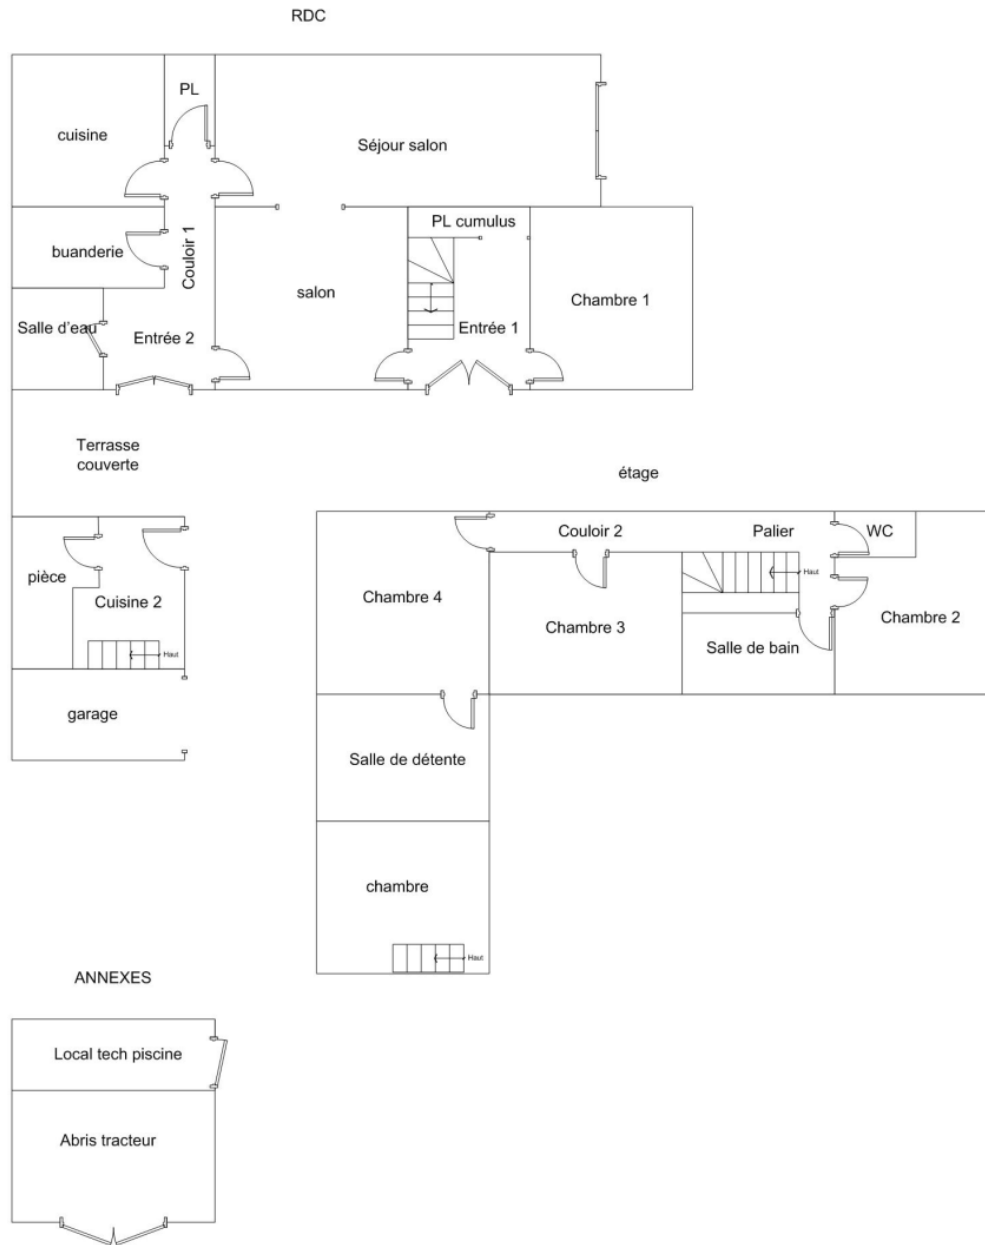 RDC
PL
cuisine
Séjour salon
PL cumulus
buanderie
Couloir 1
salon
Chambre 1
Salle d'eau
Entrée 2
Entrée 1
Terrasse
couverte
étage
Couloir 2
Palier
WC
pièce
Haut
Cuisine 2
Chambre 4
Chambre 3
Chambre 2
Salle de bain
Haut
garage
Salle de détente
chambre
Haut
ANNEXES
Local tech piscine
Abris tracteur